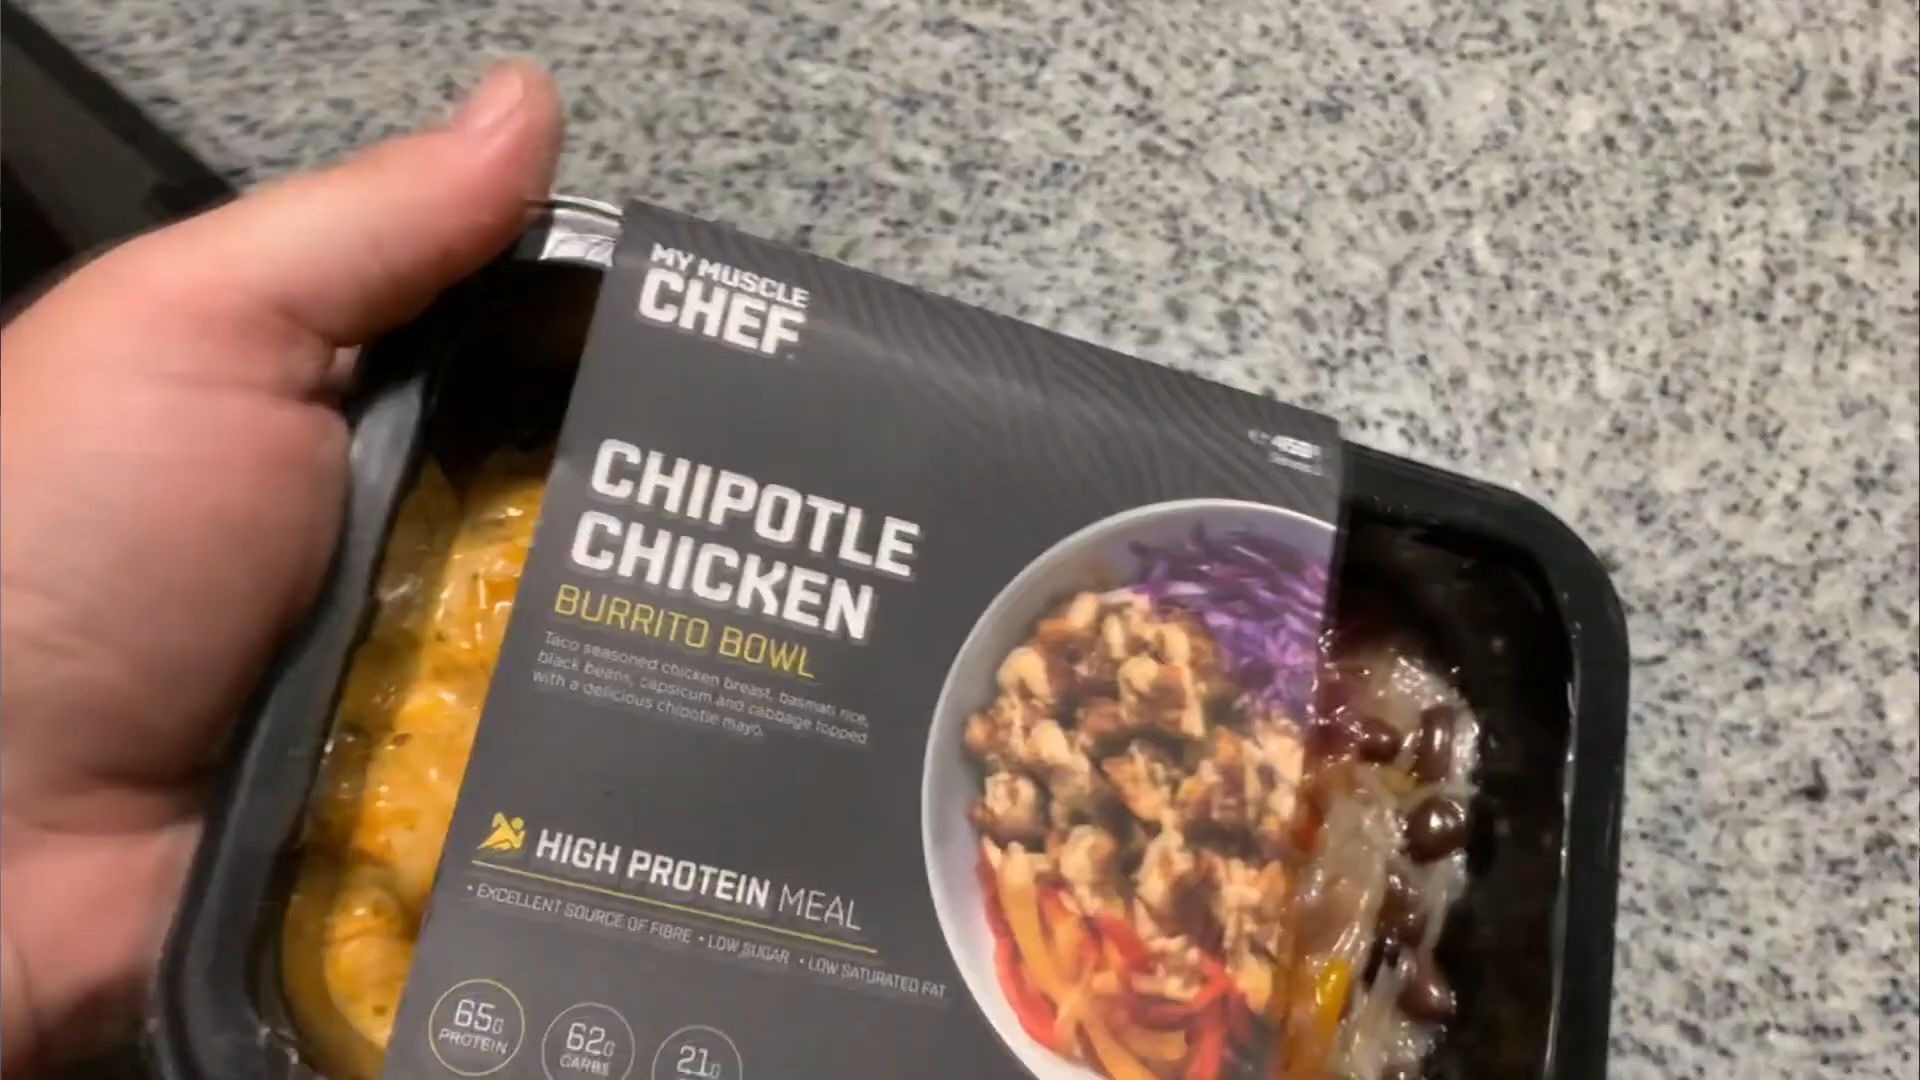 MY MUSCLE
CHEF
CHIPOTLE
CHICKEN
BURRITO BOWL
Taco seasoned chicken breast, basmati rice,
black beans, capsicum and cabbage topped
with a delicious chipotle mayo.
HIGH PROTEIN MEAL
• EXCELLENT SOURCE OF FIBRE • LOW SUGAR • LOW SATURATED FAT
65G
PROTEIN
62G
CARBS
21G